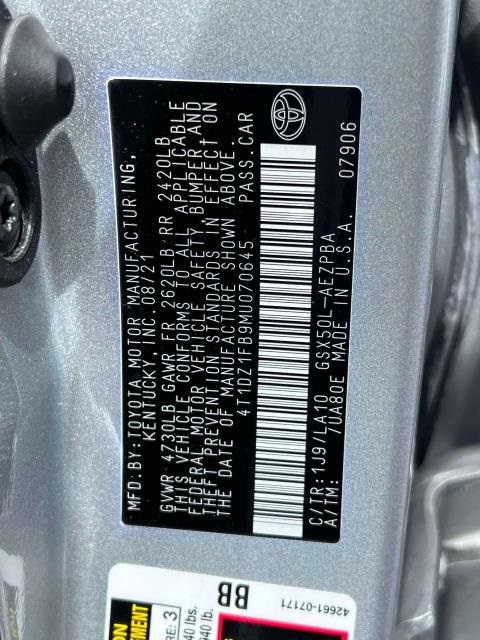 MFD. BY: TOYOTA MOTOR MANUFACTURING,
KENTUCKY, INC. 08/21
GVWR 4730LB GAWR FR 2620LB RR 2420LB
THIS VEHICLE CONFORMS TO ALL APPLICABLE
FEDERAL MOTOR VEHICLE SAFETY, BUMPER, AND
THEFT PREVENTION STANDARDS IN EFFECT ON
THE DATE OF MANUFACTURE SHOWN ABOVE.
4T1DZ1FB9MU070645 PASS.CAR
C/TR: 1J9/LA10 GSX50L-AEZPBA
A/TM: /UA80E MADE IN U.S.A. 07906
BB
42661-07171